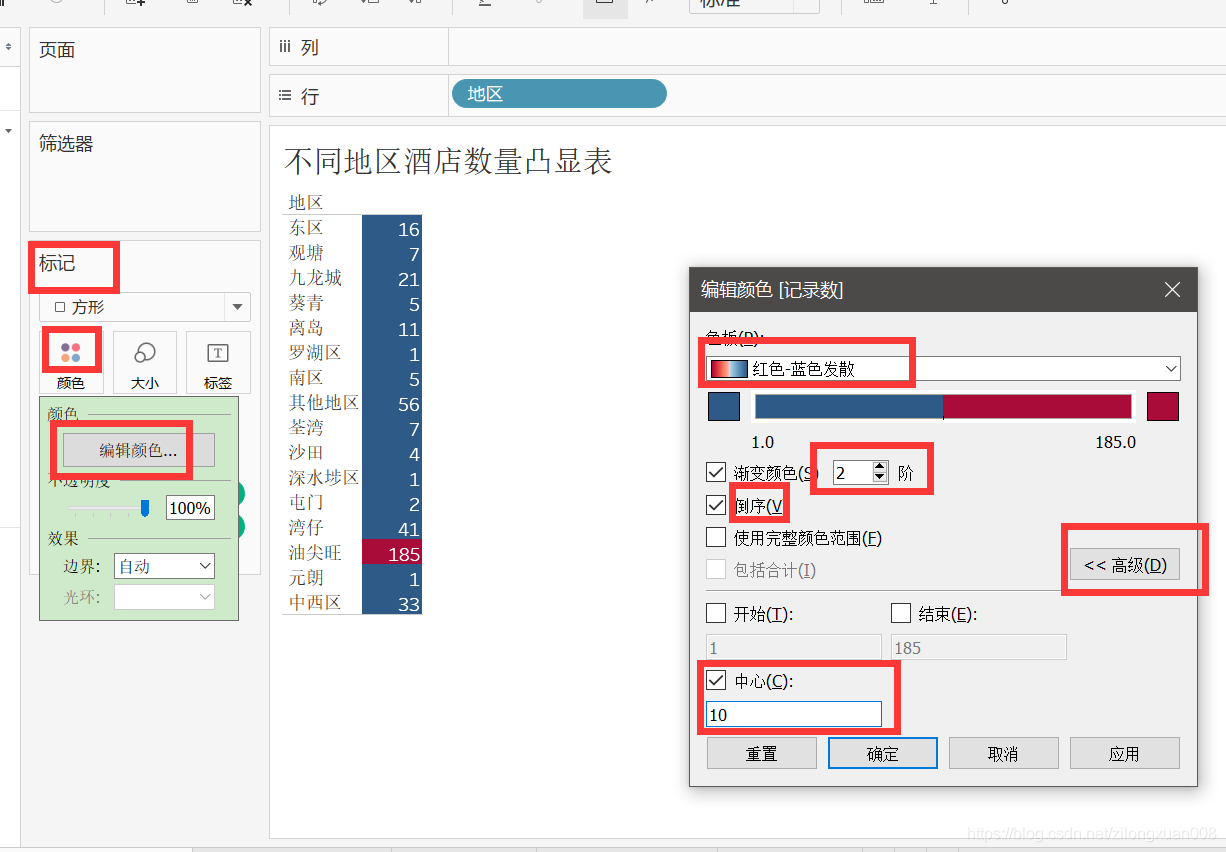 标准
页面
iii 列
行
地区
筛选器
不同地区酒店数量凸显表
地区
东区 16
观塘 7
九龙城 21
葵青 5
离岛 11
罗湖区 1
南区 5
其他地区 56
荃湾 7
沙田 4
深水埗区 1
屯门 2
湾仔 41
油尖旺 185
元朗 1
中西区 33
标记
方形
颜色
大小
T
标签
颜色
编辑颜色...
不透明度
100%
效果
边界: 自动
光环:
编辑颜色 [记录数]
色板(P):
红色-蓝色发散
1.0
185.0
渐变颜色(S) 2 阶
倒序(V)
使用完整颜色范围(F)
包括合计(I)
<< 高级(D)
开始(T):
结束(E):
1
185
中心(C):
10
重置
确定
取消
应用
https://blog.csdn.net/zilongxuan008